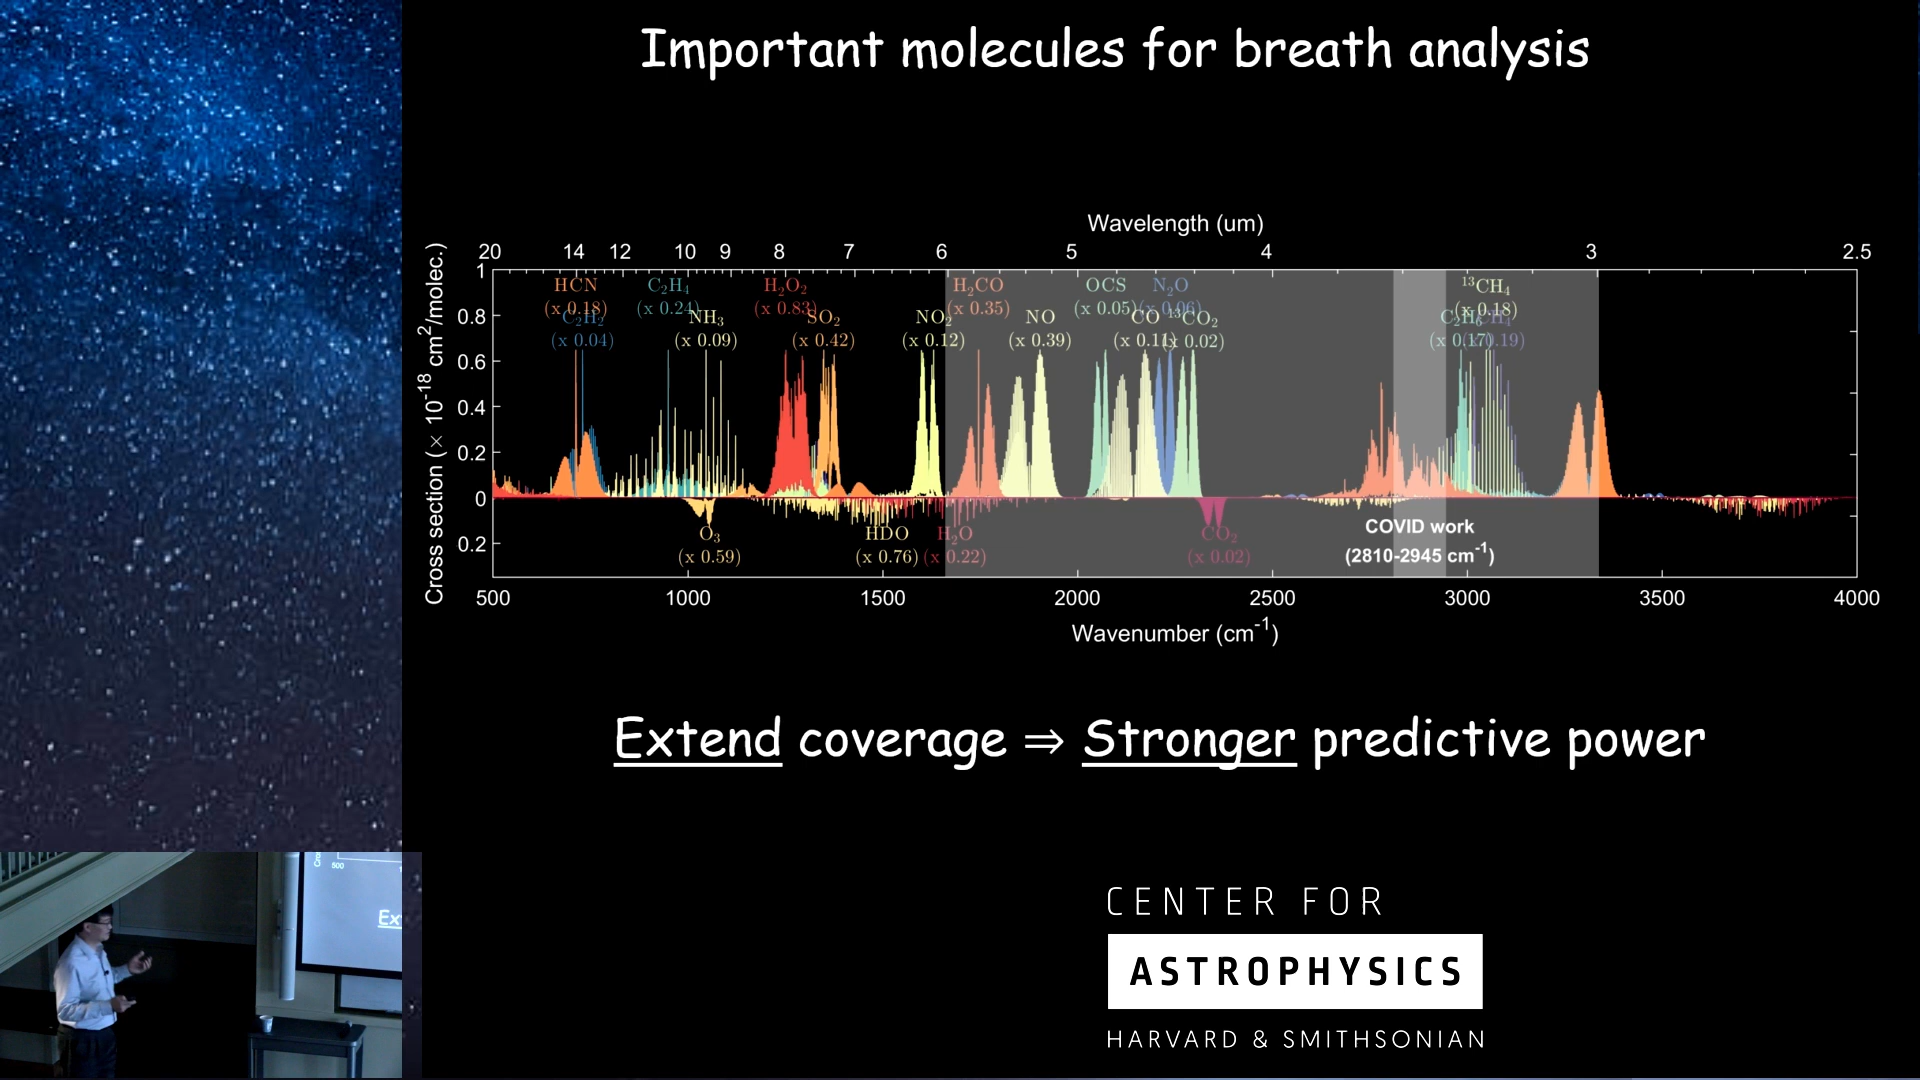 Important molecules for breath analysis
Wavelength (um)
20 14 12 10 9 8 7 6 5 4 3 2.5
HCN C₂H₄ H₂O₂ H₂CO OCS N₂O ¹³CH₄
(x 0.18) (x 0.24) (x 0.83) (x 0.35) (x 0.05) (x 0.06) (x 0.18)
C₂H₂ NH₃ SO₂ NO₂ NO CO ¹³CO₂ C₂H₆ CH₄
(x 0.04) (x 0.09) (x 0.42) (x 0.12) (x 0.39) (x 0.11) (x 0.02) (x 0.17) (x 0.19)
Cross section (× 10⁻¹⁸ cm²/molec.)
1
0.8
0.6
0.4
0.2
0
0.2
O₃ HDO H₂O CO₂ COVID work
(x 0.59) (x 0.76) (x 0.22) (x 0.02) (2810-2945 cm⁻¹)
500 1000 1500 2000 2500 3000 3500 4000
Wavenumber (cm⁻¹)
Extend coverage ⇒ Stronger predictive power
500
Ex
CENTER FOR
ASTROPHYSICS
HARVARD & SMITHSONIAN